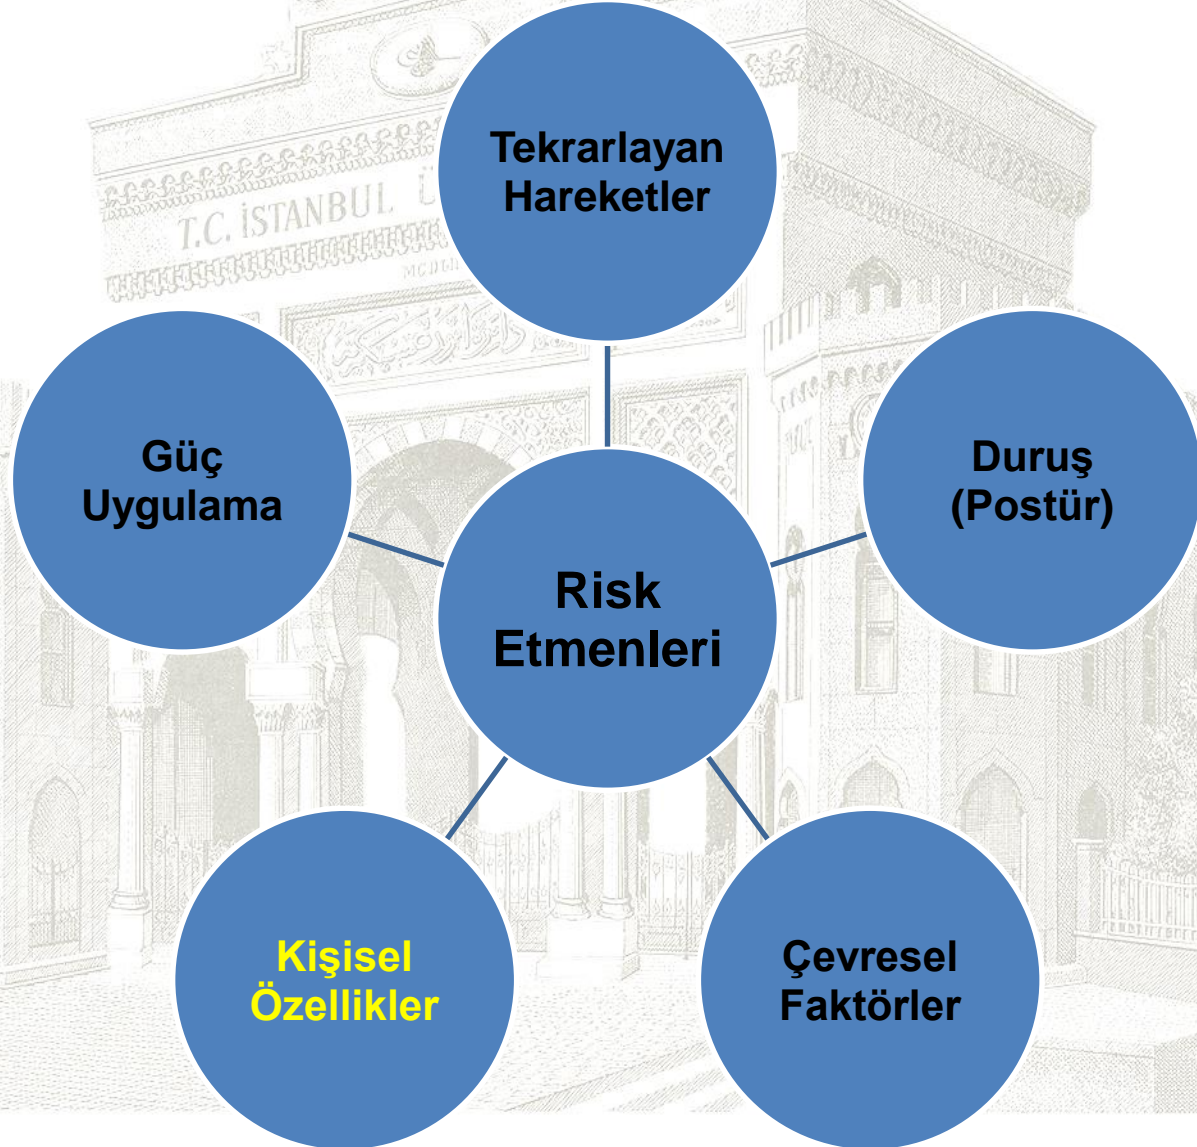 Tekrarlayan
Hareketler
T.C. İSTANBUL
Güç
Uygulama
Duruş
(Postür)
Risk
Etmenleri
Kişisel
Özellikler
Çevresel
Faktörler